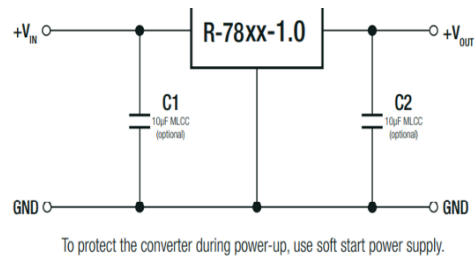 +VIN
R-78xx-1.0
+VOUT
C1
10µF MLCC
(optional)
C2
10µF MLCC
(optional)
GND
GND
To protect the converter during power-up, use soft start power supply.